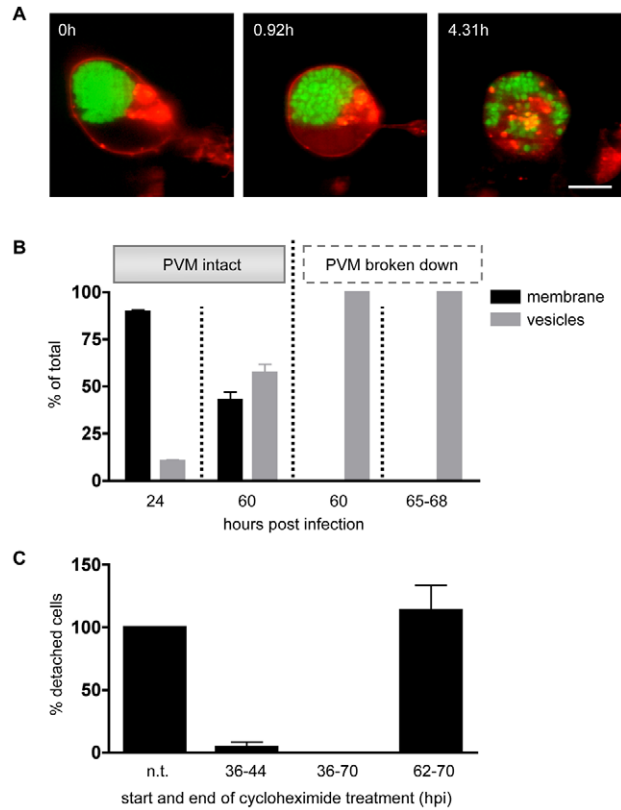 A
0h
0.92h
4.31h
B
PVM intact
PVM broken down
membrane
vesicles
% of total
100
75
50
25
0
24
60
60
65-68
hours post infection
C
% detached cells
150
100
50
0
n.t.
36-44
36-70
62-70
start and end of cycloheximide treatment (hpi)